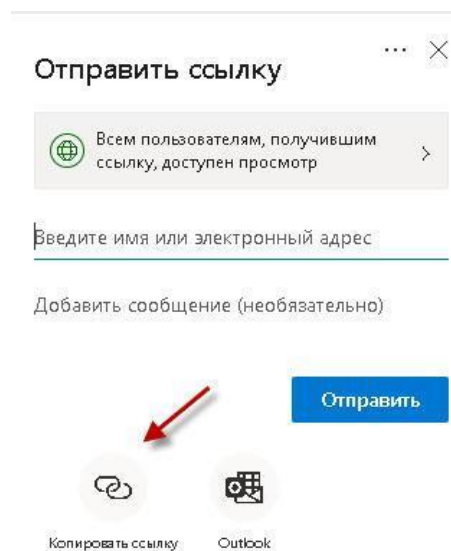 Отправить ссылку
Всем пользователям, получившим
ссылку, доступен просмотр
Введите имя или электронный адрес
Добавить сообщение (необязательно)
Отправить
Копировать ссылку
Outlook